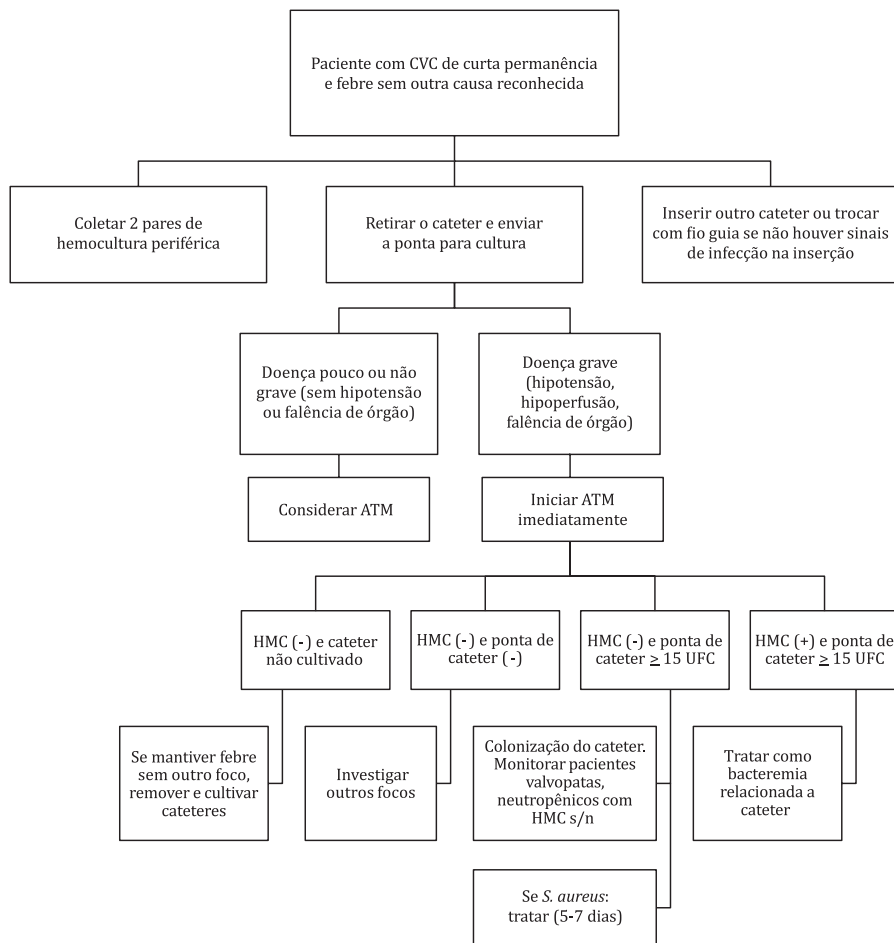 Paciente com CVC de curta permanência
e febre sem outra causa reconhecida
Coletar 2 pares de
hemocultura periférica
Retirar o cateter e enviar
a ponta para cultura
Inserir outro cateter ou trocar
com fio guia se não houver sinais
de infecção na inserção
Doença pouco ou não
grave (sem hipotensão
ou falência de órgão)
Doença grave
(hipotensão,
hipoperfusão,
falência de órgão)
Considerar ATM
Iniciar ATM
imediatamente
HMC (-) e cateter
não cultivado
HMC (-) e ponta de
cateter (-)
HMC (-) e ponta de
cateter ≥ 15 UFC
HMC (+) e ponta de
cateter ≥ 15 UFC
Se mantiver febre
sem outro foco,
remover e cultivar
cateteres
Investigar
outros focos
Colonização do cateter.
Monitorar pacientes
valvopatas,
neutropênicos com
HMC s/n
Tratar como
bacteremia
relacionada a
cateter
Se S. aureus:
tratar (5-7 dias)